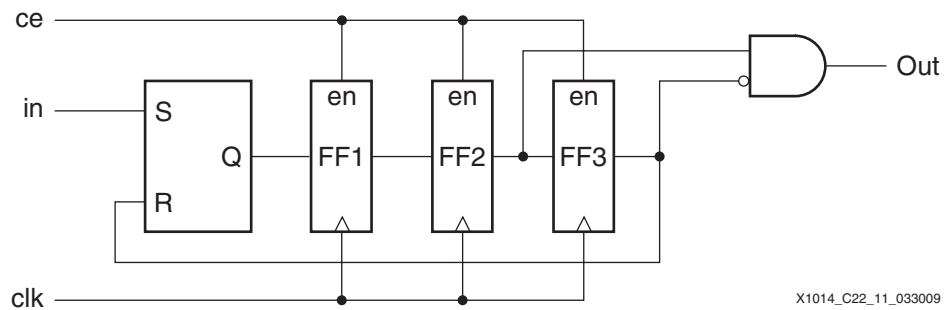 ce
Out
en
en
en
in
S
Q
FF1
FF2
FF3
R
clk
X1014_C22_11_033009